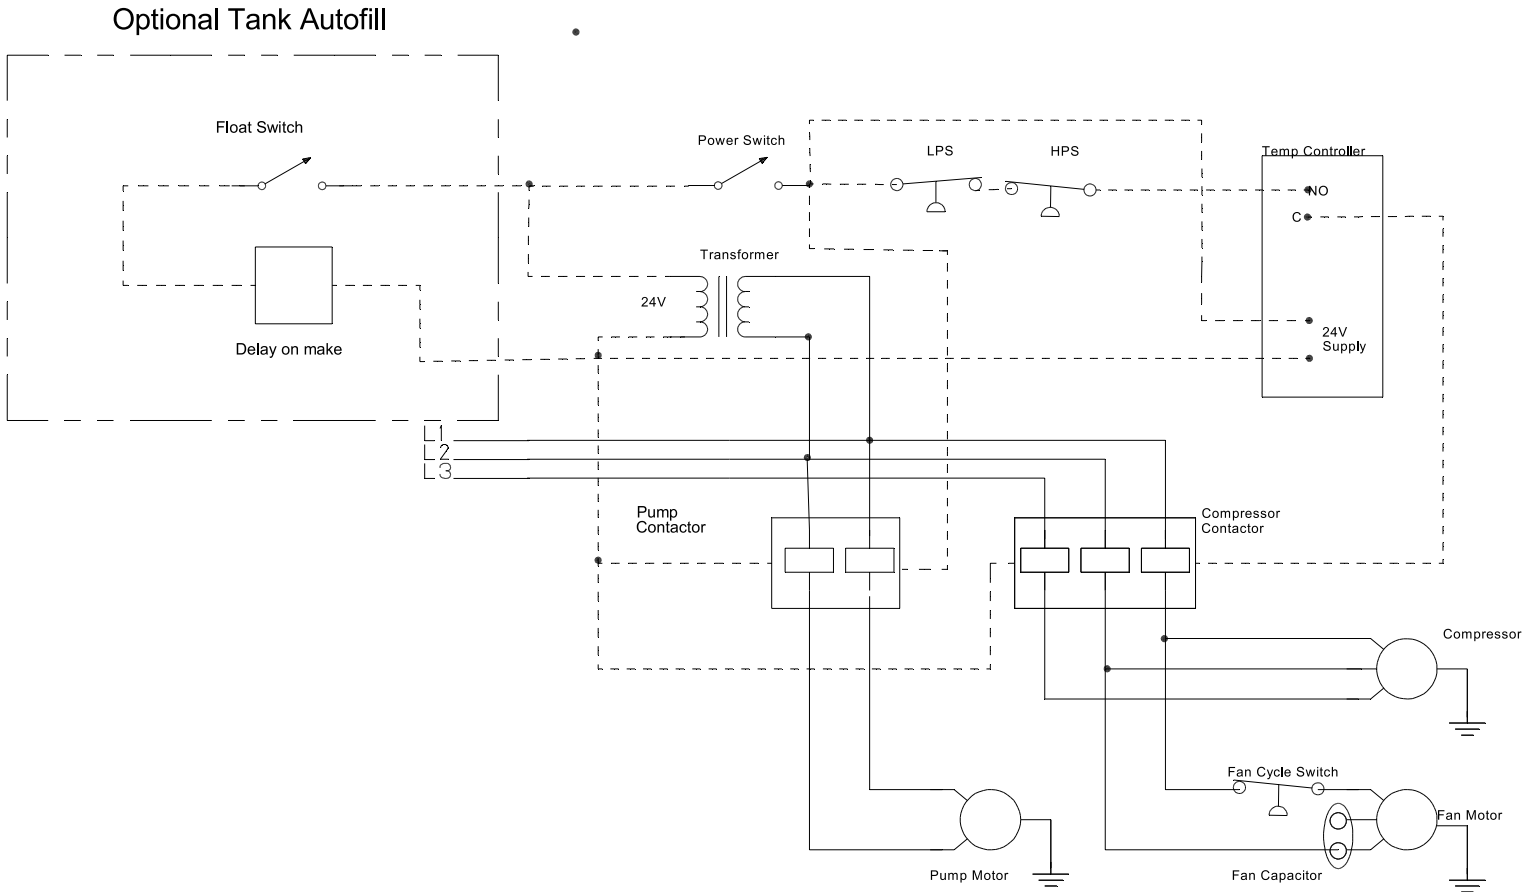 Optional Tank Autofill
Float Switch
Power Switch
LPS
HPS
Temp Controller
NO
C
Transformer
24V
24V
Supply
Delay on make
L1
L2
L3
Pump
Contactor
Compressor
Contactor
Compressor
Fan Cycle Switch
Fan Motor
Pump Motor
Fan Capacitor